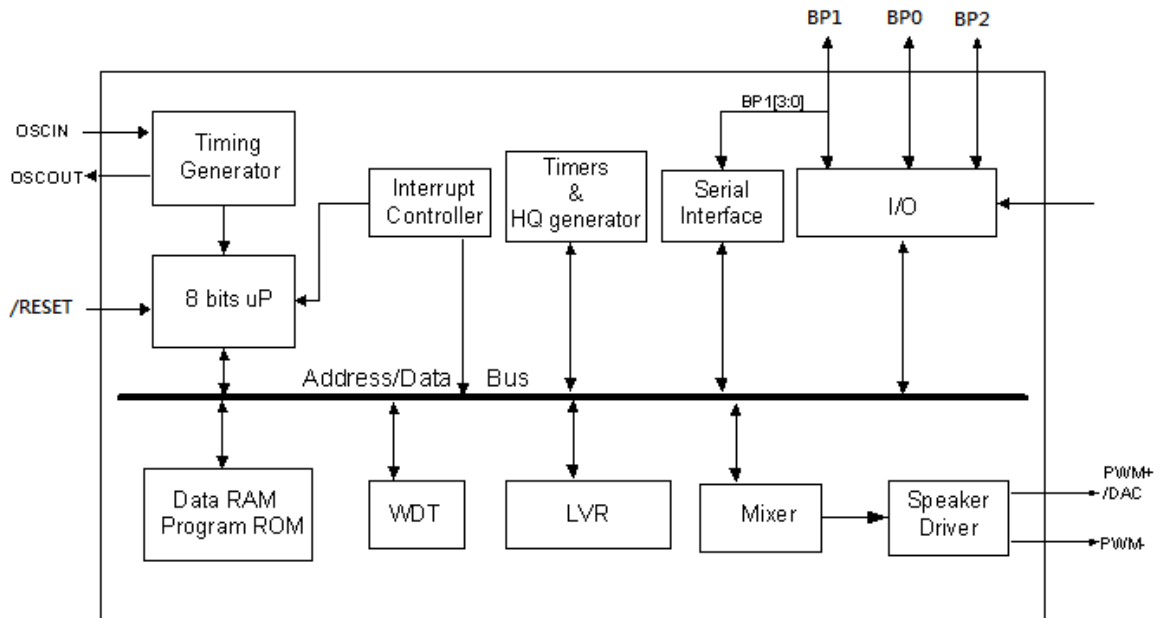 BP1 BP0 BP2
BP1[3:0]
OSCIN
OSCOUT
Timing
Generator
Interrupt
Controller
Timers
&
HQ generator
Serial
Interface
I/O
/RESET
8 bits uP
Address/Data Bus
Data RAM
Program ROM
WDT
LVR
Mixer
Speaker
Driver
PWM+
/DAC
PWM-